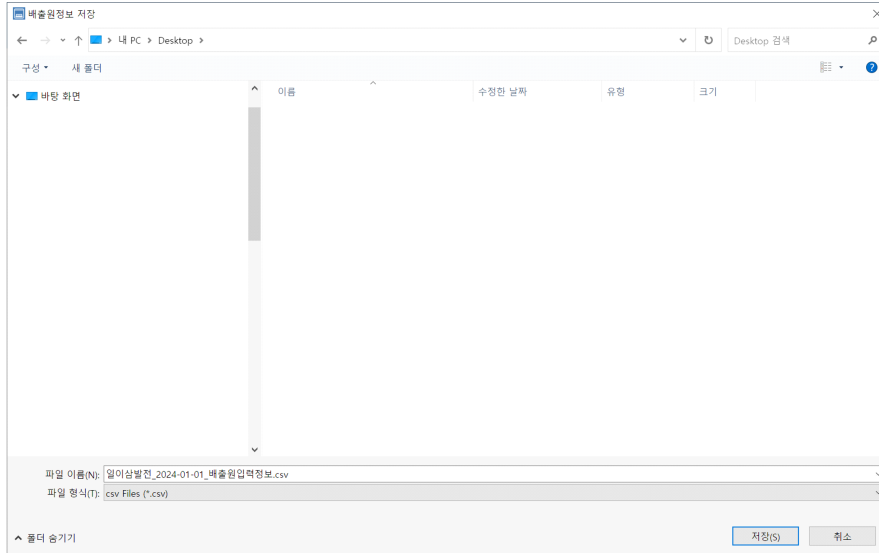 배출원정보 저장
내 PC > Desktop >
Desktop 검색
구성
새 폴더
바탕 화면
이름
수정한 날짜
유형
크기
파일 이름(N): 일이삼발전_2024-01-01_배출원입력정보.csv
파일 형식(T): csv Files (*.csv)
폴더 숨기기
저장(S)
취소